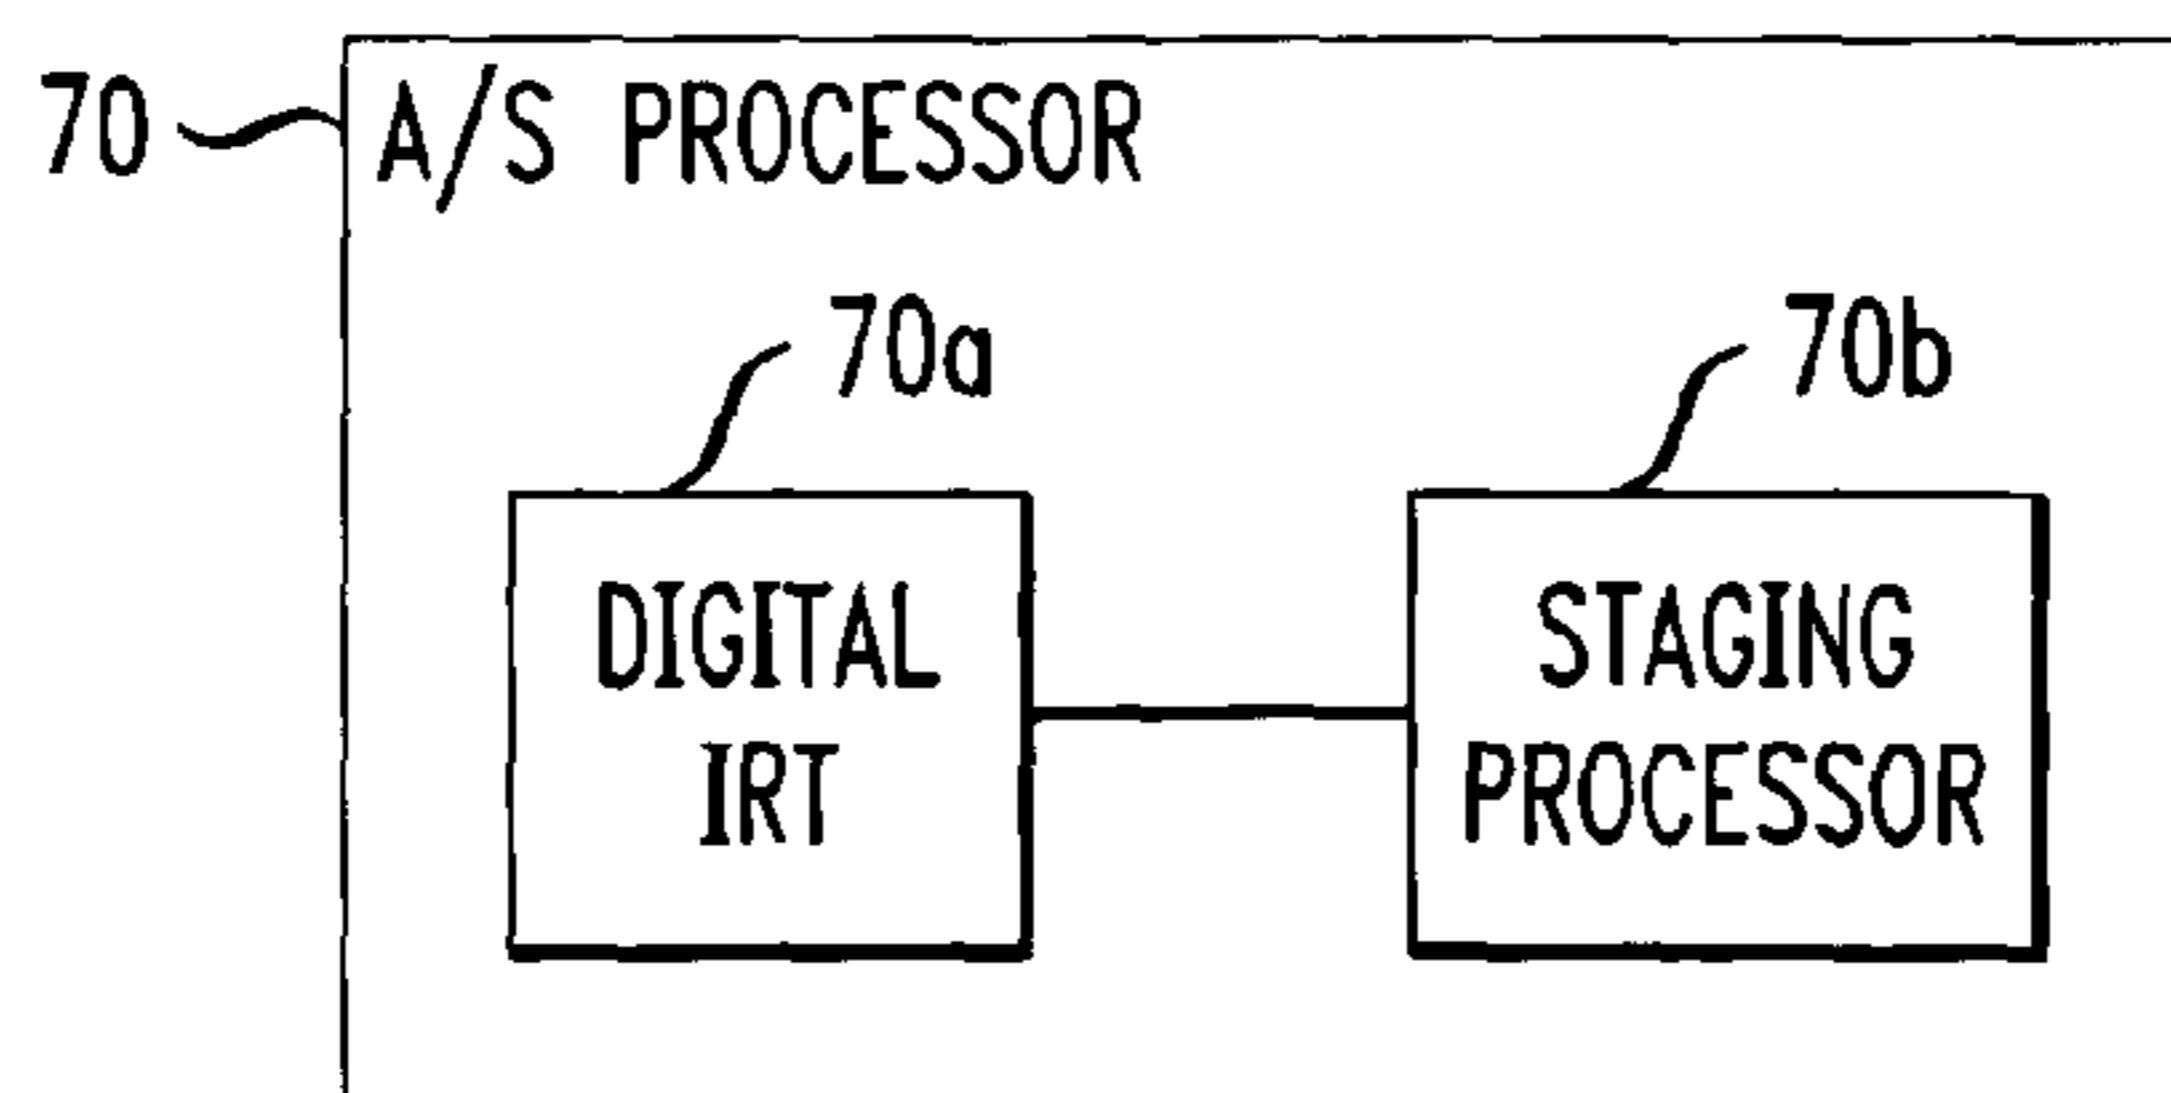 70
A/S PROCESSOR
70a
70b
DIGITAL
IRT
STAGING
PROCESSOR